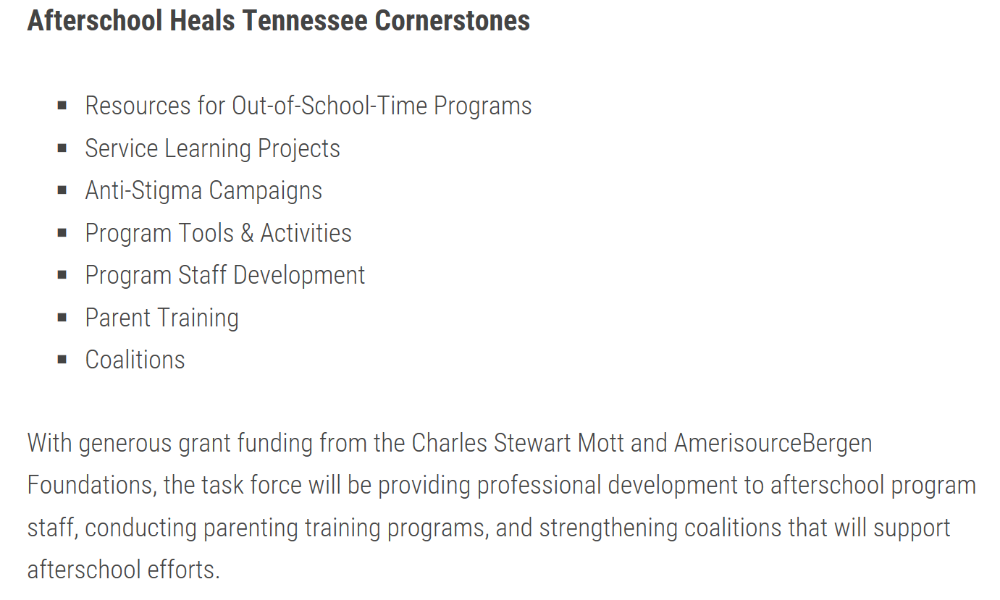 Afterschool Heals Tennessee Cornerstones
▪ Resources for Out-of-School-Time Programs
▪ Service Learning Projects
▪ Anti-Stigma Campaigns
▪ Program Tools & Activities
▪ Program Staff Development
▪ Parent Training
▪ Coalitions
With generous grant funding from the Charles Stewart Mott and AmerisourceBergen
Foundations, the task force will be providing professional development to afterschool program
staff, conducting parenting training programs, and strengthening coalitions that will support
afterschool efforts.